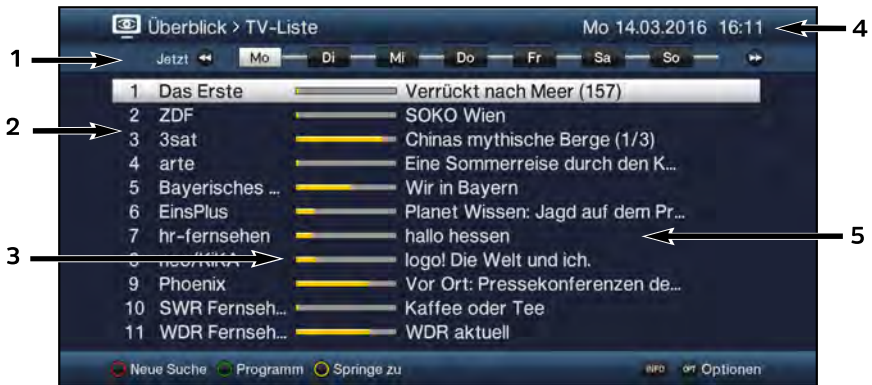 Überblick > TV-Liste Mo 14.03.2016 16:11 4
1 Jetzt Mo Di Mi Do Fr Sa So
1 Das Erste Verrückt nach Meer (157)
2 ZDF SOKO Wien
2
3 3sat Chinas mythische Berge (1/3)
4 arte Eine Sommerreise durch den K...
5 Bayerisches ... Wir in Bayern
6 EinsPlus Planet Wissen: Jagd auf dem Pr...
7 hr-fernsehen hallo hessen 5
3 8 neo/KiKA logo! Die Welt und ich.
9 Phoenix Vor Ort: Pressekonferenzen de...
10 SWR Fernseh... Kaffee oder Tee
11 WDR Fernseh... WDR aktuell
Neue Suche Programm Springe zu INFO OPT Optionen